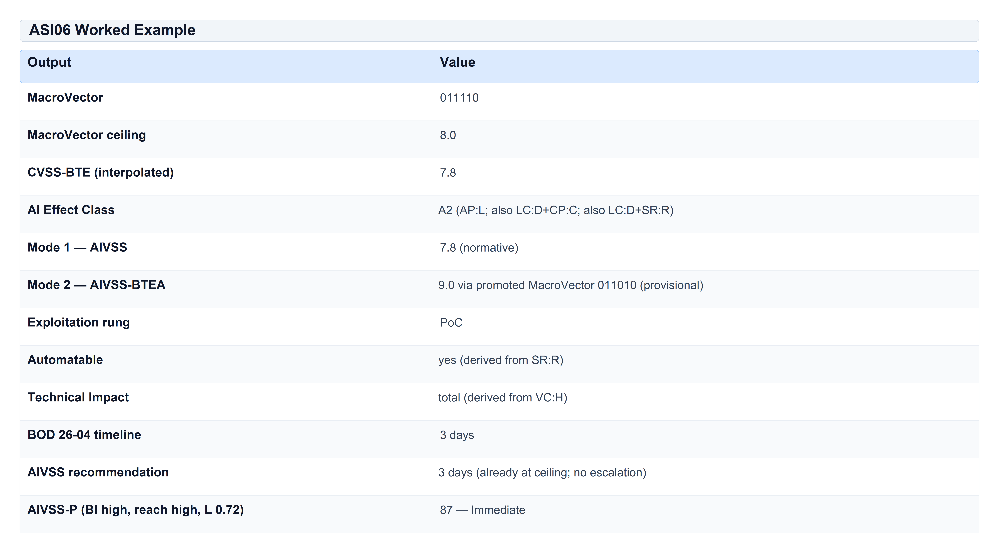 ASI06 Worked Example
Output Value
MacroVector 011110
MacroVector ceiling 8.0
CVSS-BTE (interpolated) 7.8
AI Effect Class A2 (AP:L; also LC:D+CP:C; also LC:D+SR:R)
Mode 1 — AIVSS 7.8 (normative)
Mode 2 — AIVSS-BTEA 9.0 via promoted MacroVector 011010 (provisional)
Exploitation rung PoC
Automatable yes (derived from SR:R)
Technical Impact total (derived from VC:H)
BOD 26-04 timeline 3 days
AIVSS recommendation 3 days (already at ceiling; no escalation)
AIVSS-P (BI high, reach high, L 0.72) 87 — Immediate